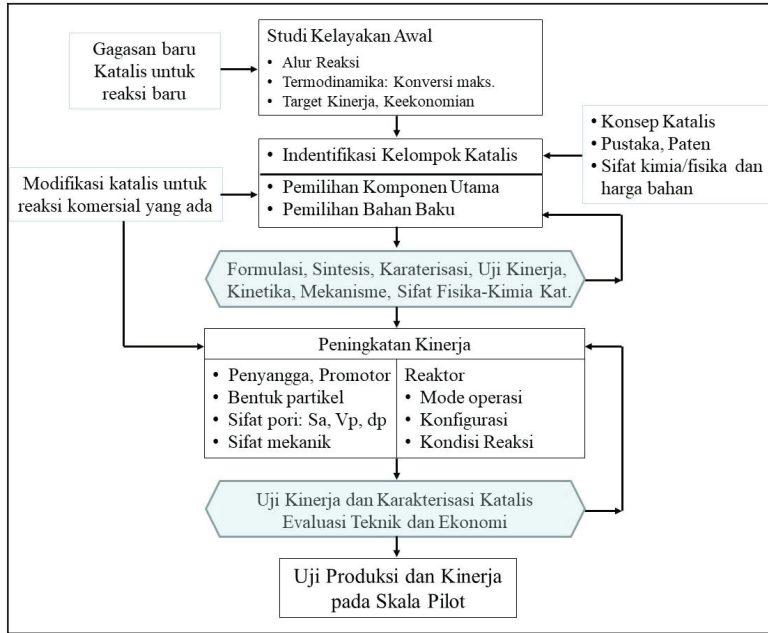 Gagasan baru
Katalis untuk
reaksi baru
Studi Kelayakan Awal
• Alur Reaksi
• Termodinamika: Konversi maks.
• Target Kinerja, Keekonomian
• Indentifikasi Kelompok Katalis
• Konsep Katalis
• Pustaka, Paten
• Sifat kimia/fisika dan
harga bahan
Modifikasi katalis untuk
reaksi komersial yang ada
• Pemilihan Komponen Utama
• Pemilihan Bahan Baku
Formulasi, Sintesis, Karaterisasi, Uji Kinerja,
Kinetika, Mekanisme, Sifat Fisika-Kimia Kat.
Peningkatan Kinerja
• Penyangga, Promotor
• Bentuk partikel
• Sifat pori: Sa, Vp, dp
• Sifat mekanik
Reaktor
• Mode operasi
• Konfigurasi
• Kondisi Reaksi
Uji Kinerja dan Karakterisasi Katalis
Evaluasi Teknik dan Ekonomi
Uji Produksi dan Kinerja
pada Skala Pilot